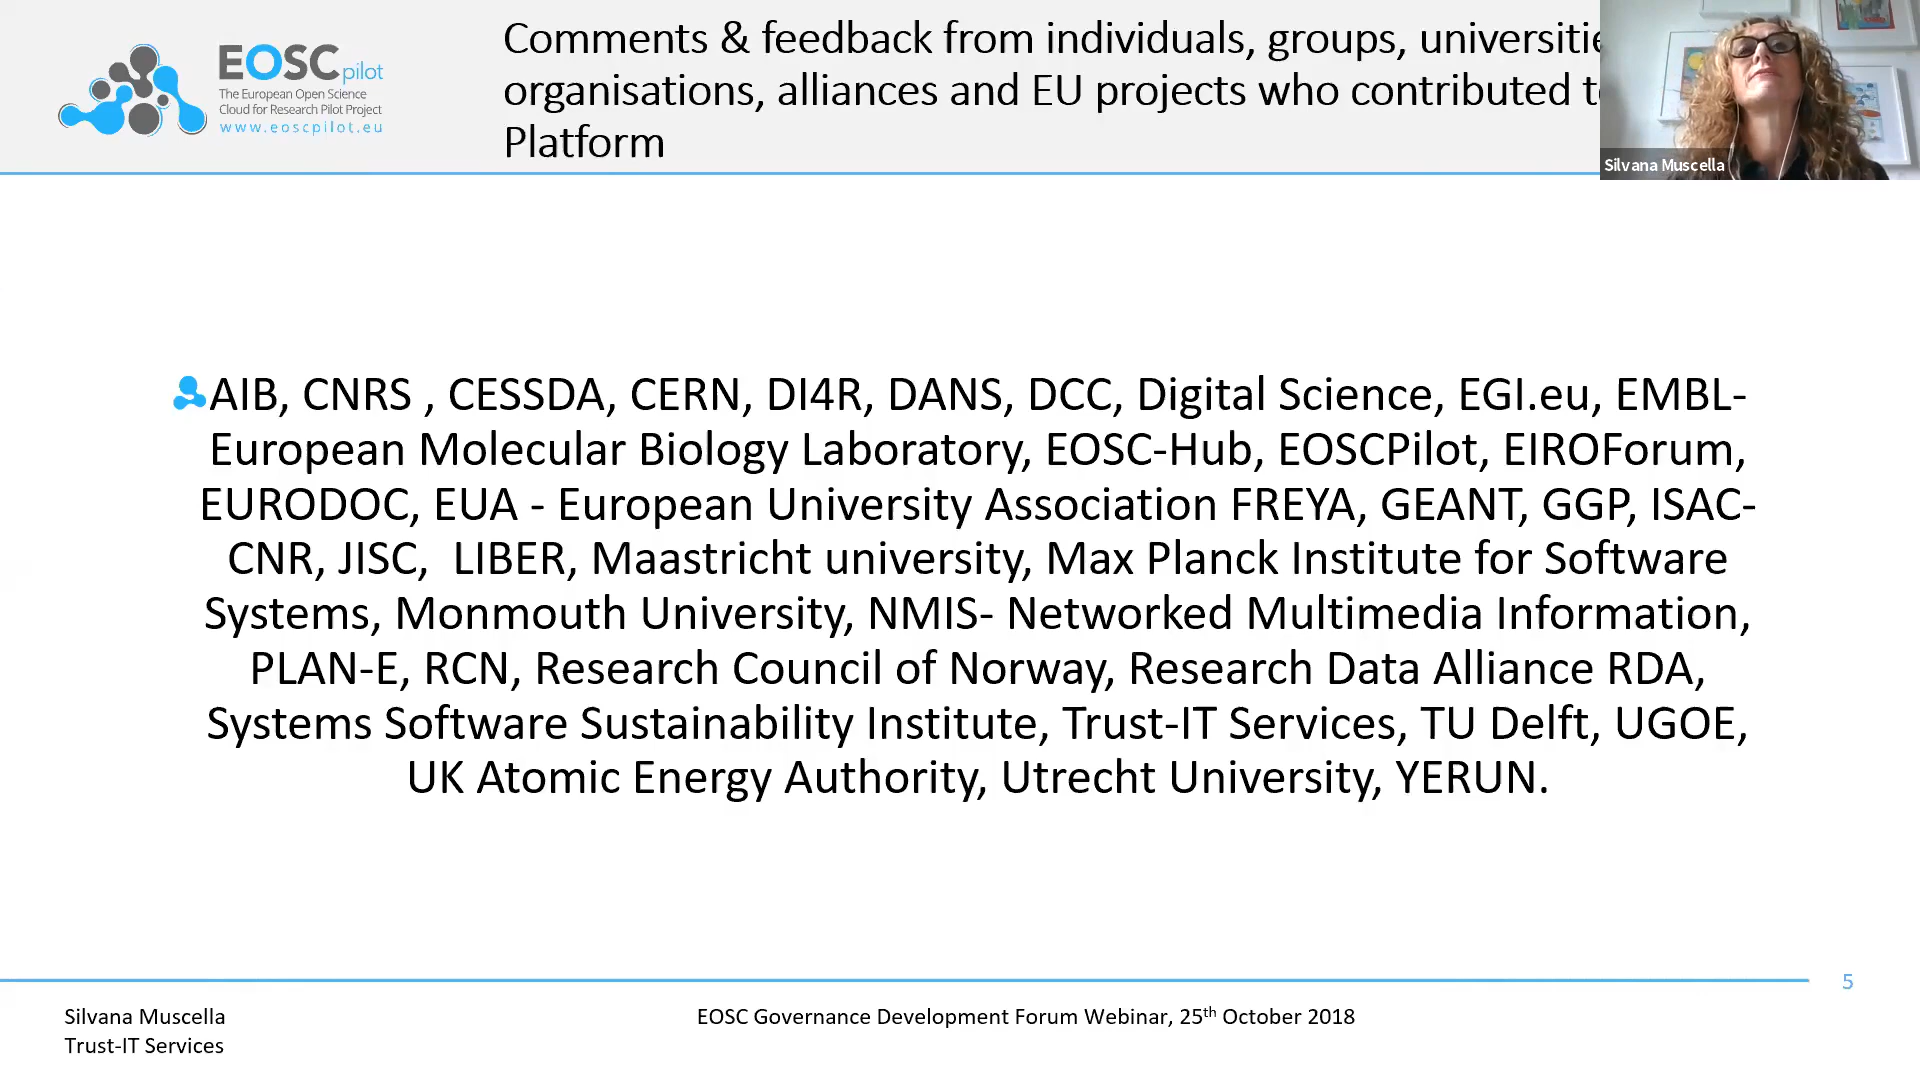 EOSCpilot
The European Open Science
Cloud for Research Pilot Project
www.eoscpilot.eu
Comments & feedback from individuals, groups,
organisations, alliances and EU projects who contributed
Platform
Silvana Muscella
AIB, CNRS , CESSDA, CERN, DI4R, DANS, DCC, Digital Science, EGI.eu, EMBL-
European Molecular Biology Laboratory, EOSC-Hub, EOSCPilot, EIROForum,
EURODOC, EUA - European University Association FREYA, GEANT, GGP, ISAC-
CNR, JISC,  LIBER, Maastricht university, Max Planck Institute for Software
Systems, Monmouth University, NMIS- Networked Multimedia Information,
PLAN-E, RCN, Research Council of Norway, Research Data Alliance RDA,
Systems Software Sustainability Institute, Trust-IT Services, TU Delft, UGOE,
UK Atomic Energy Authority, Utrecht University, YERUN.
5
Silvana Muscella
Trust-IT Services
EOSC Governance Development Forum Webinar, 25th October 2018